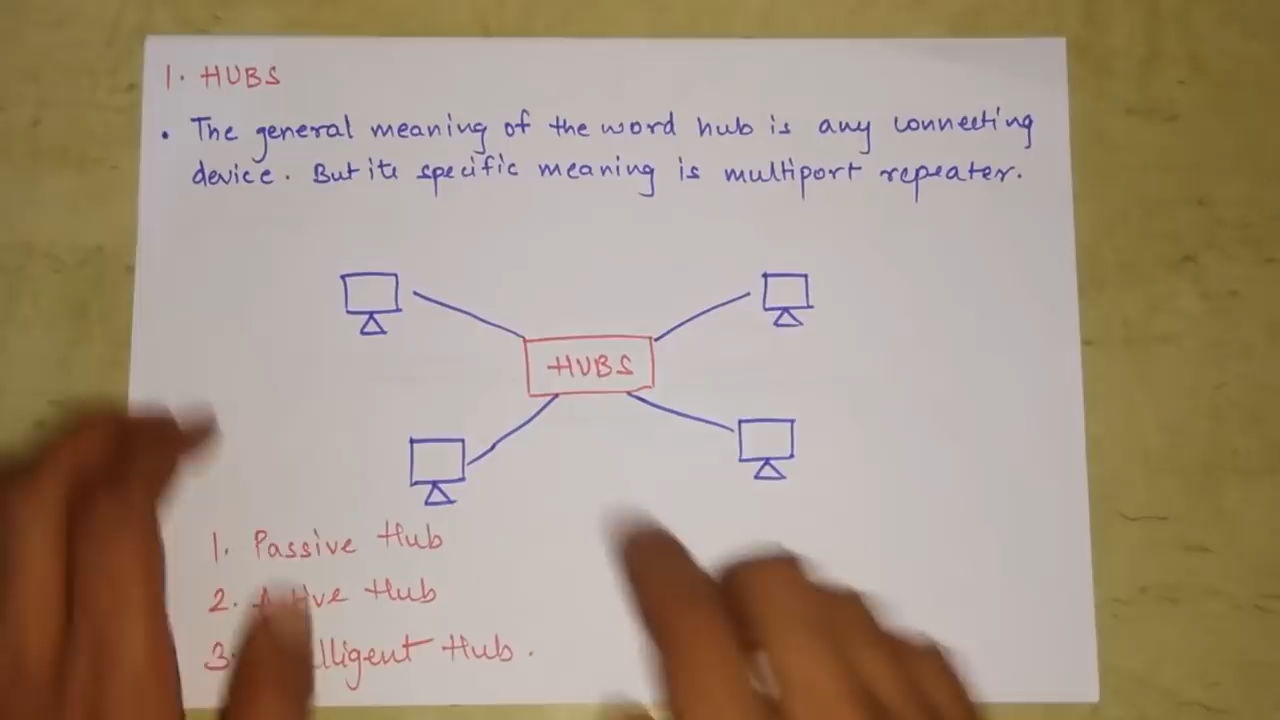 1. HUBS
• The general meaning of the word hub is any connecting
device. But its specific meaning is multiport repeater.
HUBS
1. Passive Hub
2. Hub
3. Hub.